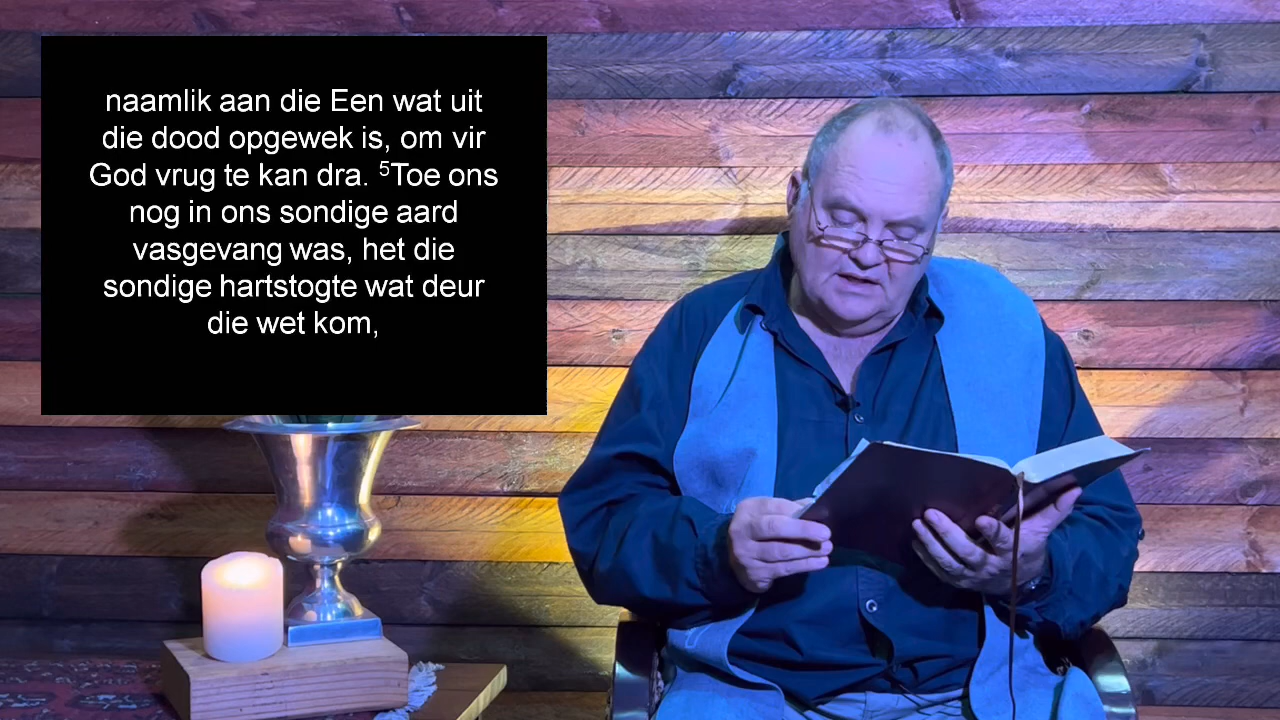 naamlik aan die Een wat uit
die dood opgewek is, om vir
God vrug te kan dra. ⁵Toe ons
nog in ons sondige aard
vasgevang was, het die
sondige hartstogte wat deur
die wet kom,